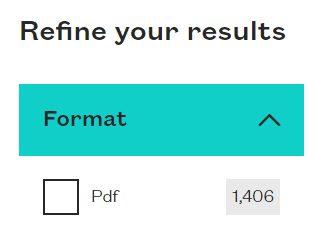 Refine your results
Format
Pdf 1,406